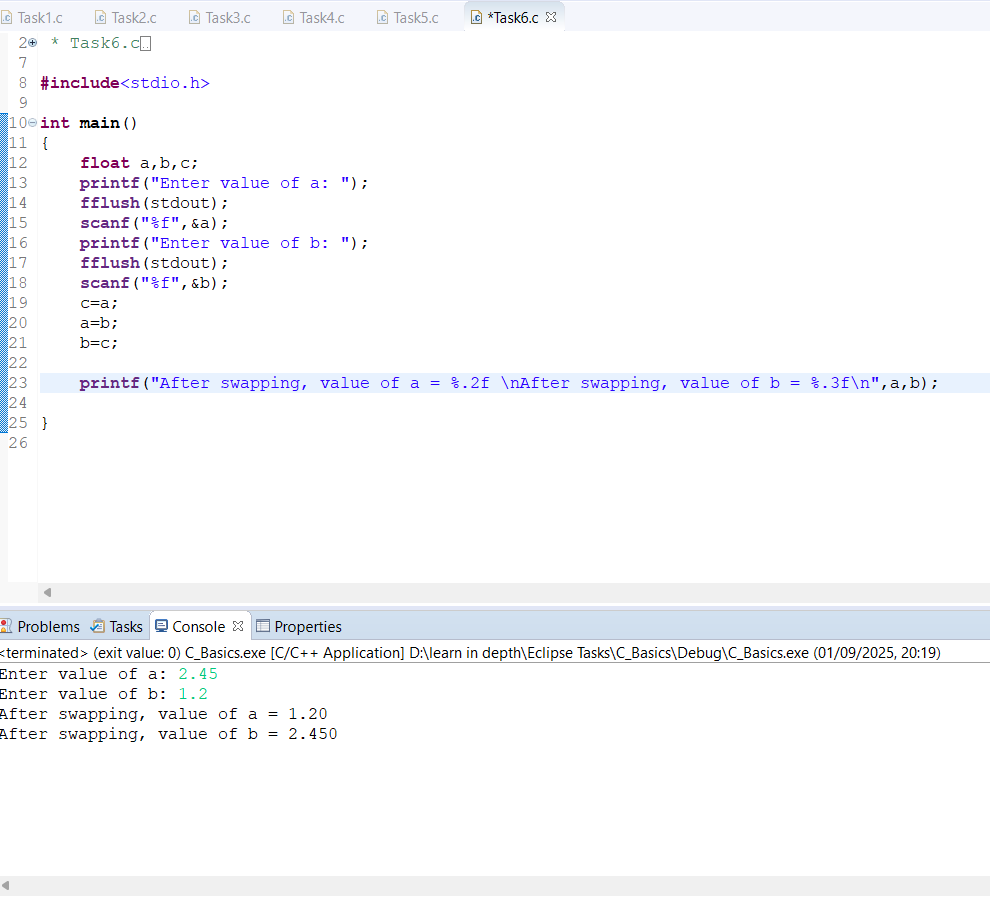 Task1.c Task2.c Task3.c Task4.c Task5.c *Task6.c
2 * Task6.c
7
8 #include<stdio.h>
9
10 int main()
11 {
12 float a,b,c;
13 printf("Enter value of a: ");
14 fflush(stdout);
15 scanf("%f",&a);
16 printf("Enter value of b: ");
17 fflush(stdout);
18 scanf("%f",&b);
19 c=a;
20 a=b;
21 b=c;
22
23 printf("After swapping, value of a = %.2f \nAfter swapping, value of b = %.3f\n",a,b);
24
25 }
26
Problems Tasks Console Properties
<terminated> (exit value: 0) C_Basics.exe [C/C++ Application] D:\learn in depth\Eclipse Tasks\C_Basics\Debug\C_Basics.exe (01/09/2025, 20:19)
Enter value of a: 2.45
Enter value of b: 1.2
After swapping, value of a = 1.20
After swapping, value of b = 2.450